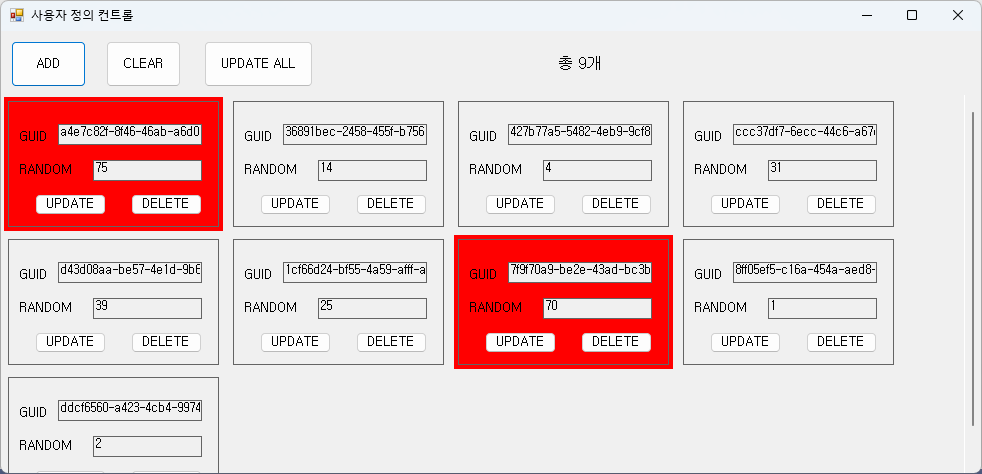 사용자 정의 컨트롤
ADD CLEAR UPDATE ALL 총 9개
GUID a4e7c82f-8f46-46ab-a6d0 GUID 36891bec-2458-455f-b756 GUID 427b77a5-5482-4eb9-9cf8 GUID ccc37df7-6ecc-44c6-a67
RANDOM 75 RANDOM 14 RANDOM 4 RANDOM 31
UPDATE DELETE UPDATE DELETE UPDATE DELETE UPDATE DELETE
GUID d43d08aa-be57-4e1d-9b6 GUID 1cf66d24-bf55-4a59-afff-a GUID 7f9f70a9-be2e-43ad-bc3b GUID 8ff05ef5-c16a-454a-aed8-
RANDOM 39 RANDOM 25 RANDOM 70 RANDOM 1
UPDATE DELETE UPDATE DELETE UPDATE DELETE UPDATE DELETE
GUID ddcf6560-a423-4cb4-9974
RANDOM 2